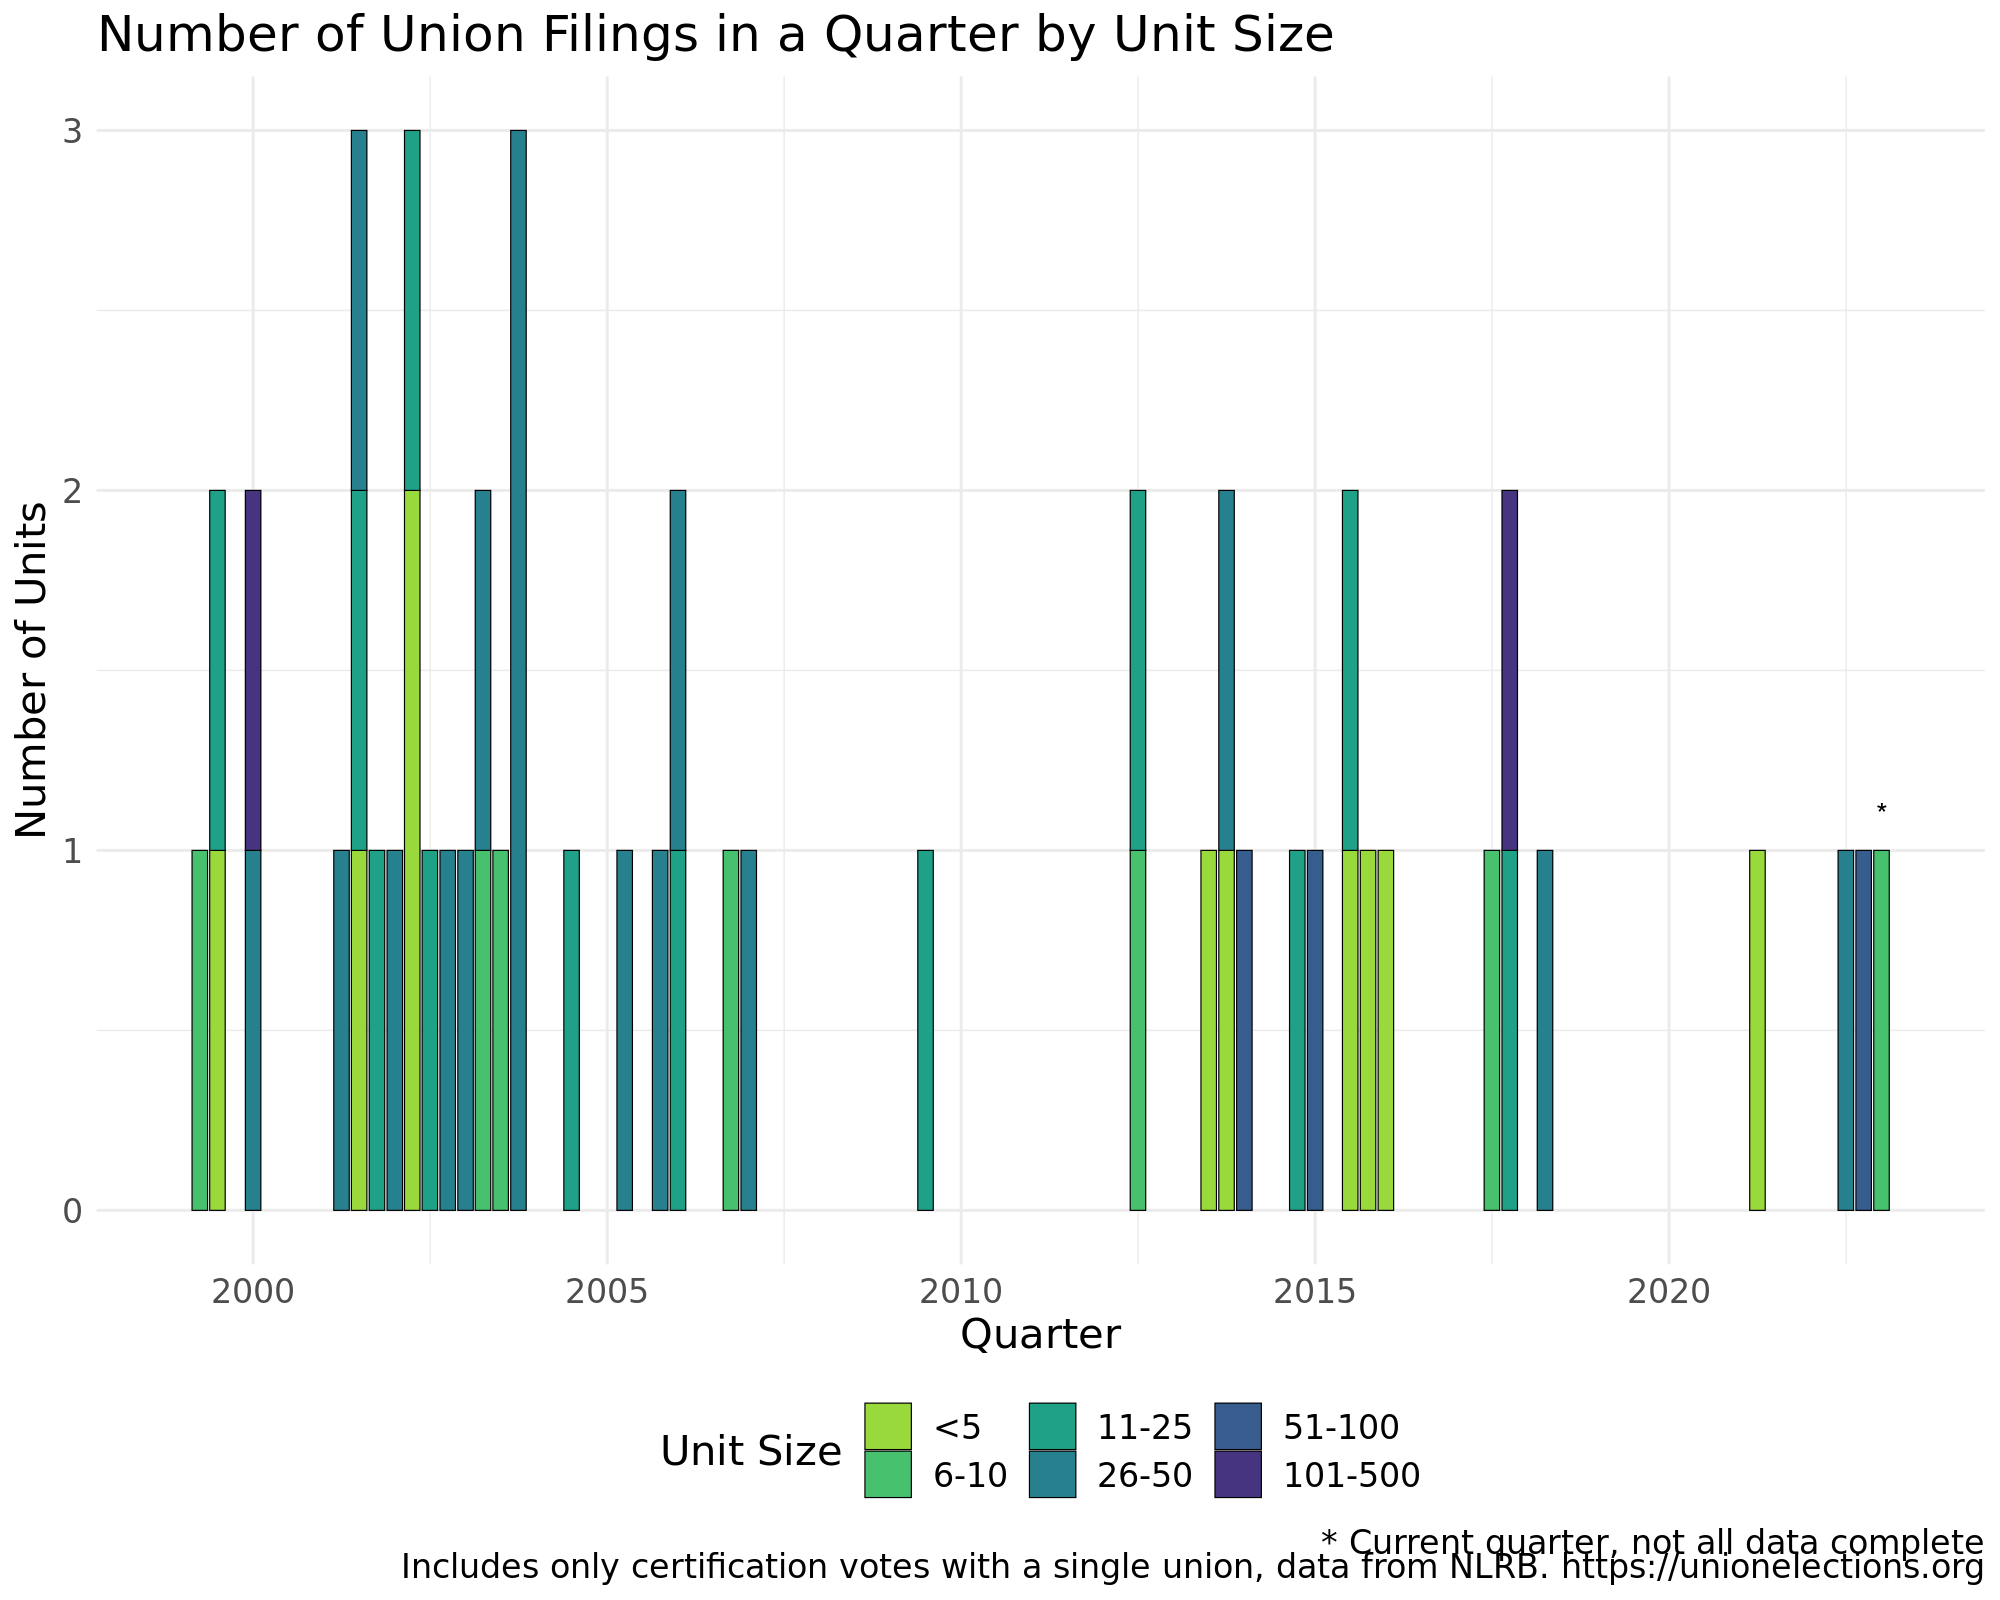 Number of Union Filings in a Quarter by Unit Size
Number of Units
3
2
1
0
*
2000 2005 2010 2015 2020
Quarter
Unit Size
<5 11-25 51-100
6-10 26-50 101-500
* Current quarter, not all data complete
Includes only certification votes with a single union, data from NLRB. https://unionelections.org